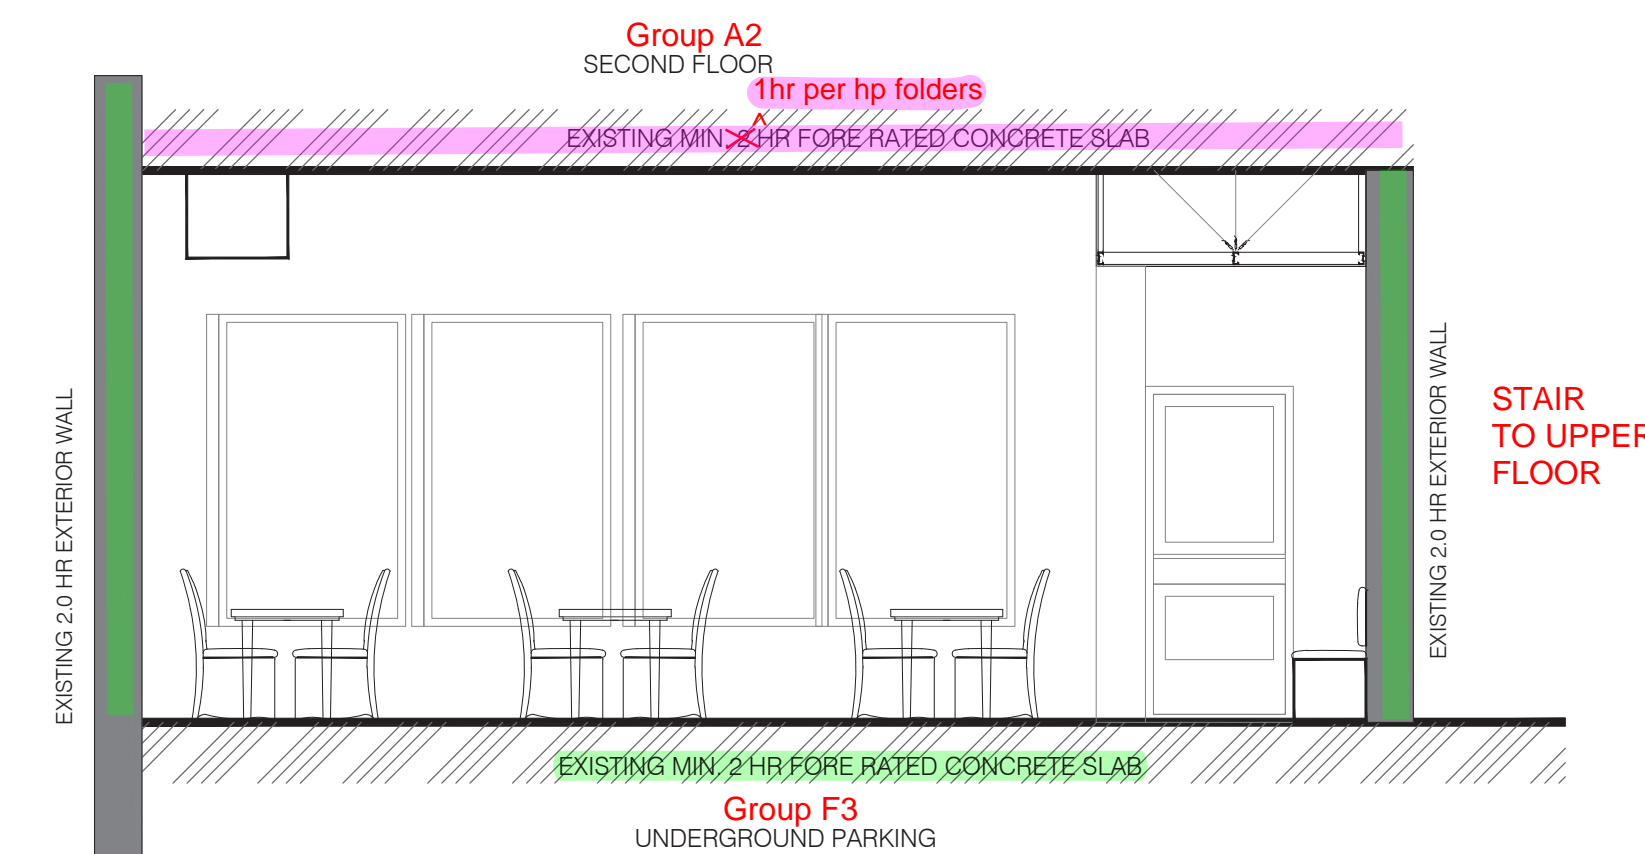 Group A2
SECOND FLOOR
1hr per hp folders
^
EXISTING MIN. 2 HR FORE RATED CONCRETE SLAB
EXISTING 2.0 HR EXTERIOR WALL
EXISTING 2.0 HR EXTERIOR WALL
STAIR
TO UPPER
FLOOR
EXISTING MIN. 2 HR FORE RATED CONCRETE SLAB
Group F3
UNDERGROUND PARKING